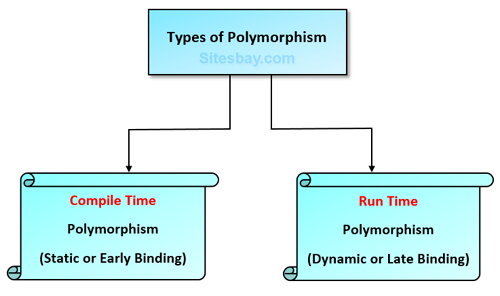 Types of Polymorphism
Sitesbay.com
Compile Time
Polymorphism
(Static or Early Binding)
Run Time
Polymorphism
(Dynamic or Late Binding)